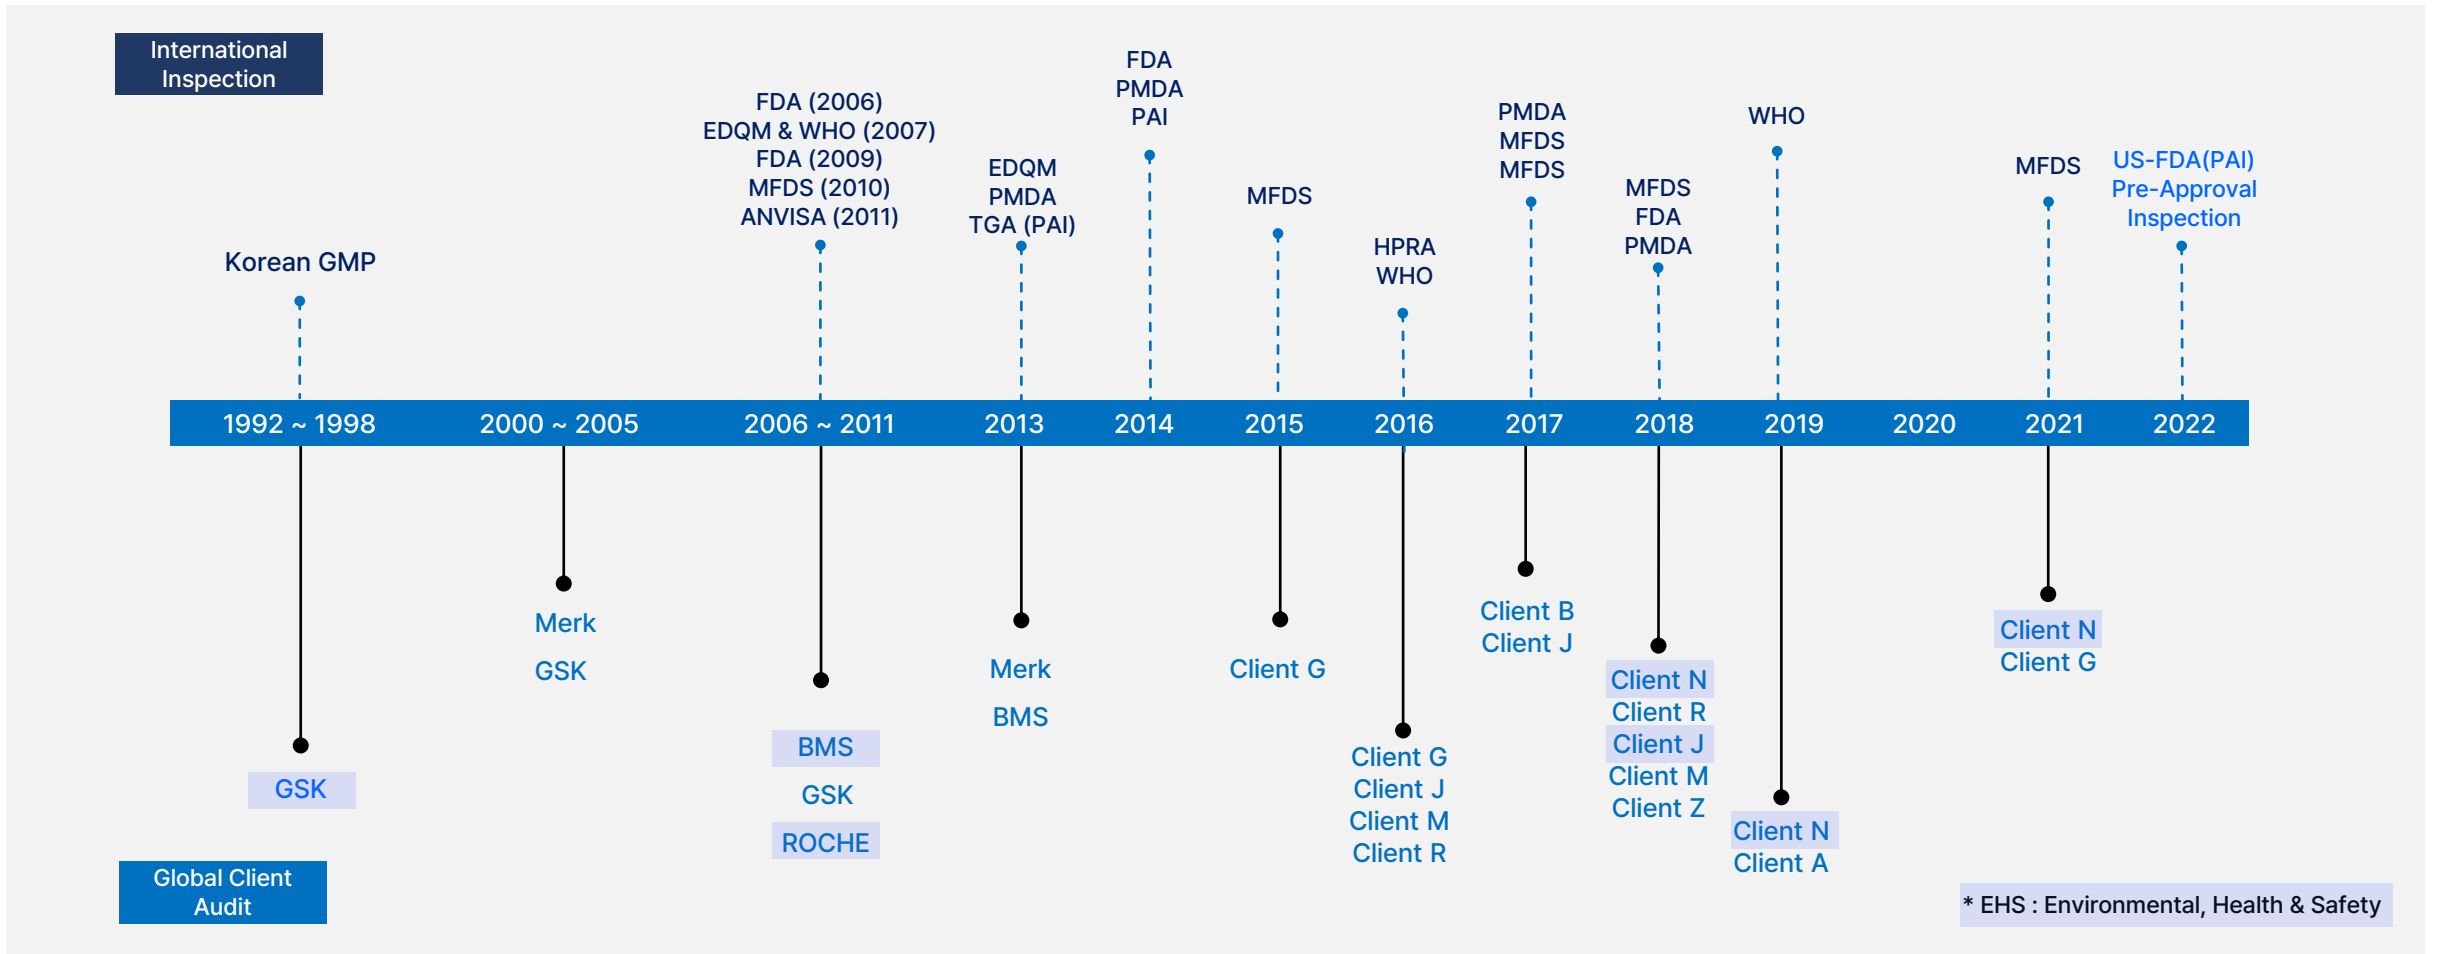 International
Inspection
Korean GMP
FDA (2006)
EDQM & WHO (2007)
FDA (2009)
MFDS (2010)
ANVISA (2011)
EDQM
PMDA
TGA (PAI)
FDA
PMDA
PAI
MFDS
HPRA
WHO
PMDA
MFDS
MFDS
MFDS
FDA
PMDA
WHO
MFDS
US-FDA(PAI)
Pre-Approval
Inspection
1992 ~ 1998
2000 ~ 2005
2006 ~ 2011
2013
2014
2015
2016
2017
2018
2019
2020
2021
2022
GSK
Merk
GSK
BMS
GSK
ROCHE
Merk
BMS
Client G
Client G
Client J
Client M
Client R
Client B
Client J
Client N
Client R
Client J
Client M
Client Z
Client N
Client A
Client N
Client G
Global Client
Audit
* EHS : Environmental, Health & Safety